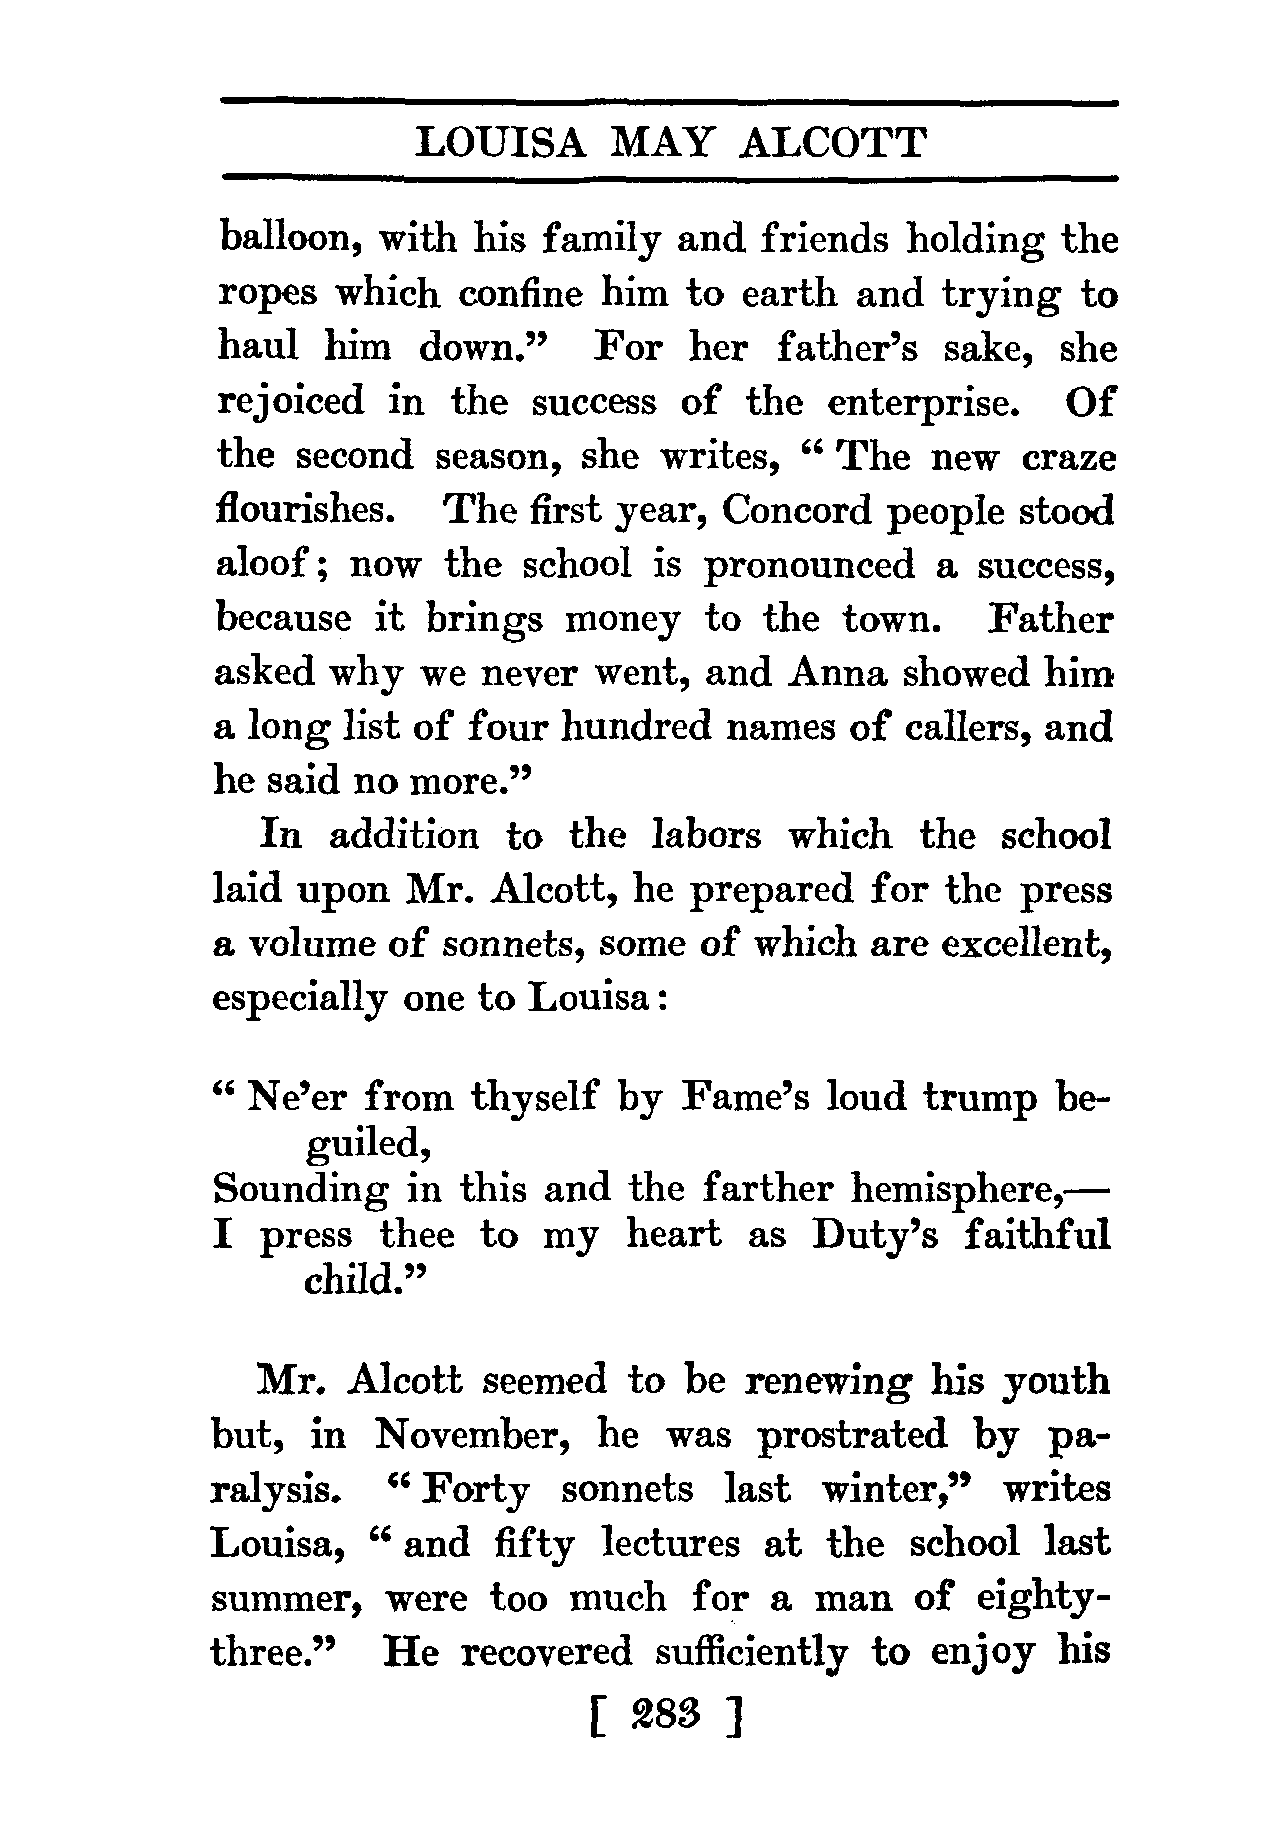 LOUISA MAY ALCOTT
balloon, with his family and friends holding the
ropes which confine him to earth and trying to
haul him down.” For her father’s sake, she
rejoiced in the success of the enterprise. Of
the second season, she writes, “ The new craze
flourishes. The first year, Concord people stood
aloof ; now the school is pronounced a success,
because it brings money to the town. Father
asked why we never went, and Anna showed him
a long list of four hundred names of callers, and
he said no more.”
In addition to the labors which the school
laid upon Mr. Alcott, he prepared for the press
a volume of sonnets, some of which are excellent,
especially one to Louisa :
“ Ne’er from thyself by Fame’s loud trump be-
guiled,
Sounding in this and the farther hemisphere,—
I press thee to my heart as Duty’s faithful
child.”
Mr. Alcott seemed to be renewing his youth
but, in November, he was prostrated by pa-
ralysis. “ Forty sonnets last winter,” writes
Louisa, “ and fifty lectures at the school last
summer, were too much for a man of eighty-
three.” He recovered sufficiently to enjoy his
[ 283 ]